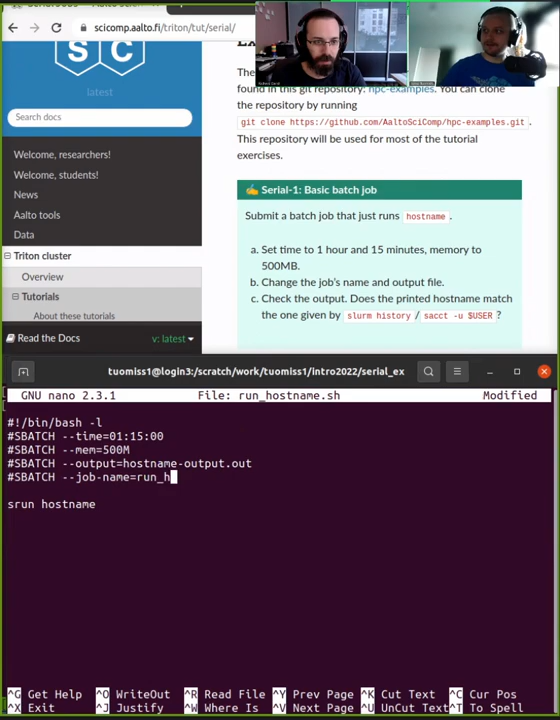 scicomp.aalto.fi/triton/tut/serial/
SC
latest
Search docs
Welcome, researchers!
Welcome, students!
News
Aalto tools
Data
Triton cluster
Overview
Tutorials
About these tutorials
Read the Docs
v: latest
found in this git repository: hpc-examples. You can clone
the repository by running
git clone https://github.com/AaltoSciComp/hpc-examples.git .
This repository will be used for most of the tutorial
exercises.
Serial-1: Basic batch job
Submit a batch job that just runs hostname .
a. Set time to 1 hour and 15 minutes, memory to
500MB.
b. Change the job's name and output file.
c. Check the output. Does the printed hostname match
the one given by slurm history / sacct -u $USER ?
tuomiss1@login3:/scratch/work/tuomiss1/intro2022/serial_ex
GNU nano 2.3.1 File: run_hostname.sh Modified
#!/bin/bash -l
#SBATCH --time=01:15:00
#SBATCH --mem=500M
#SBATCH --output=hostname-output.out
#SBATCH --job-name=run_h
srun hostname
^G Get Help ^O WriteOut ^R Read File ^Y Prev Page ^K Cut Text ^C Cur Pos
^X Exit ^J Justify ^W Where Is ^V Next Page ^U UnCut Text ^T To Spell